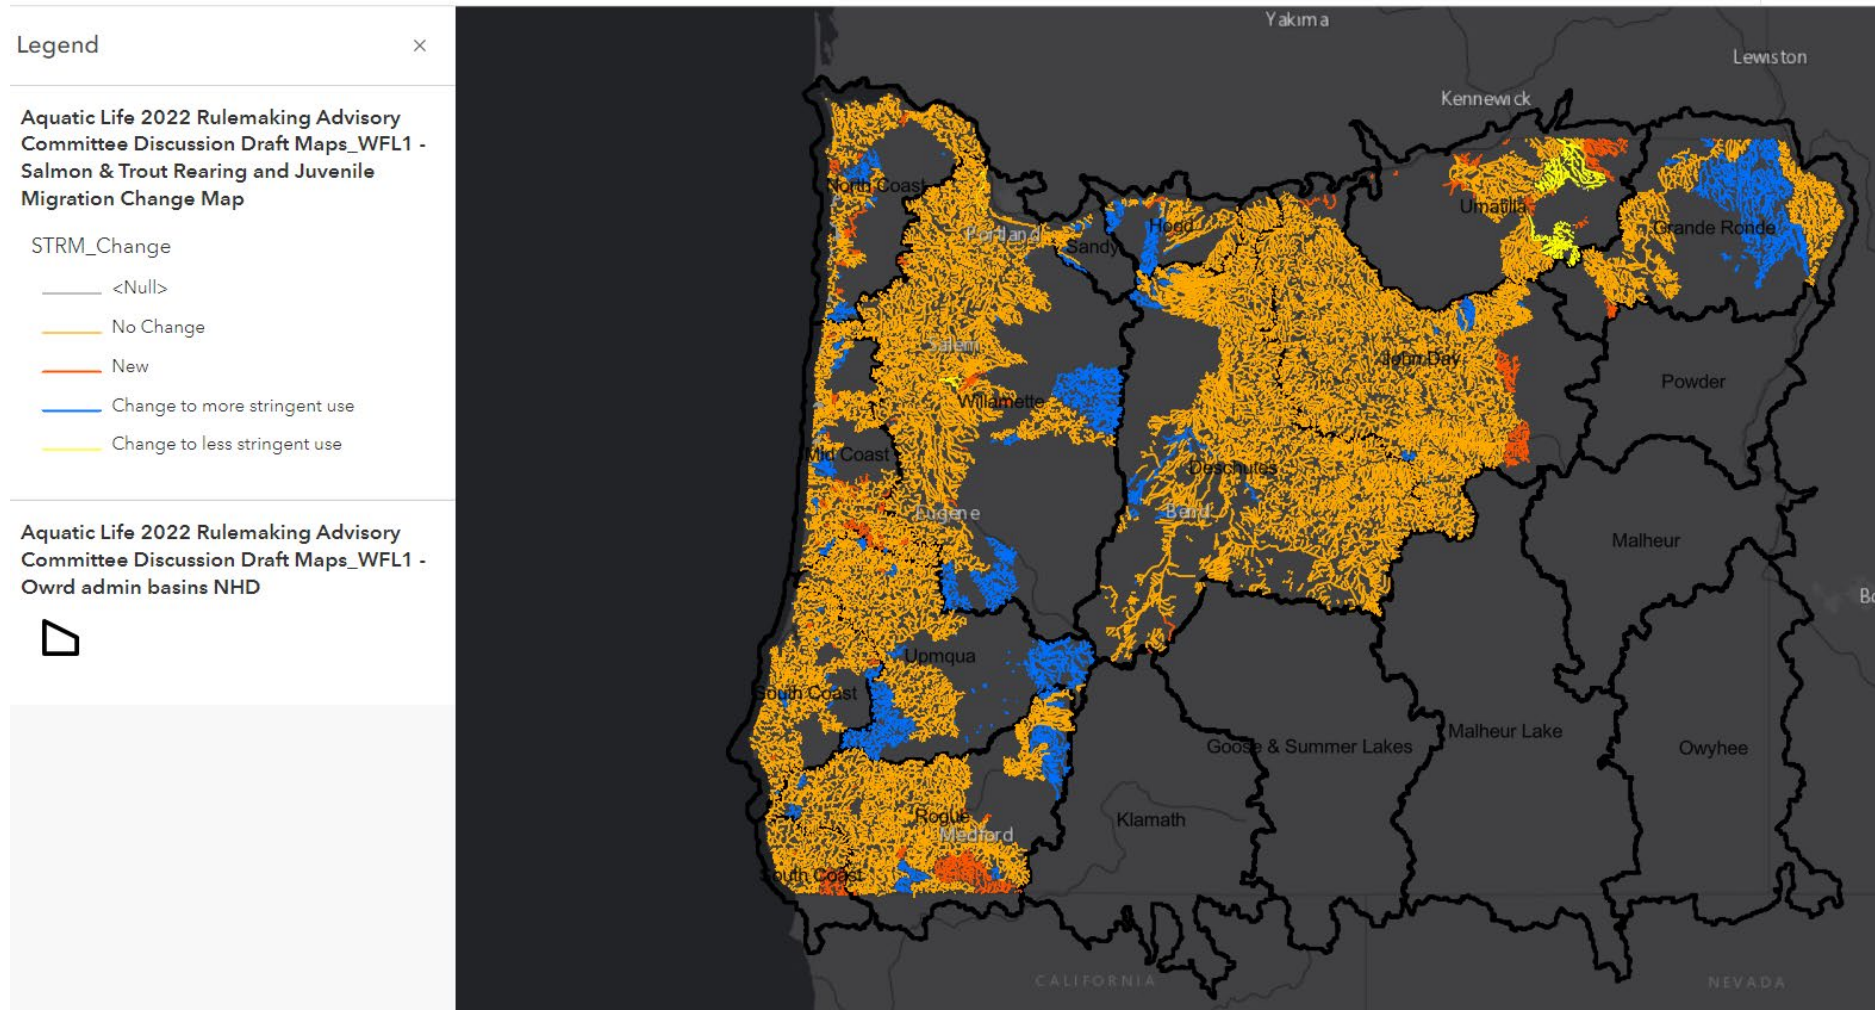 Legend
×
Aquatic Life 2022 Rulemaking Advisory
Committee Discussion Draft Maps_WFL1 -
Salmon & Trout Rearing and Juvenile
Migration Change Map
STRM_Change
<Null>
No Change
New
Change to more stringent use
Change to less stringent use
Aquatic Life 2022 Rulemaking Advisory
Committee Discussion Draft Maps_WFL1 -
Owrd admin basins NHD
Yakima
Lewiston
Kennewick
North Coast
Umatilla
Portland
Hood
Sandy
Grande Ronde
Salem
John Day
Powder
Willamette
Mid Coast
Deschutes
Eugene
Bend
Malheur
Bo
Upmqua
South Coast
Goose & Summer Lakes
Malheur Lake
Owyhee
Rogue
Medford
Klamath
South Coast
CALIFORNIA
NEVADA